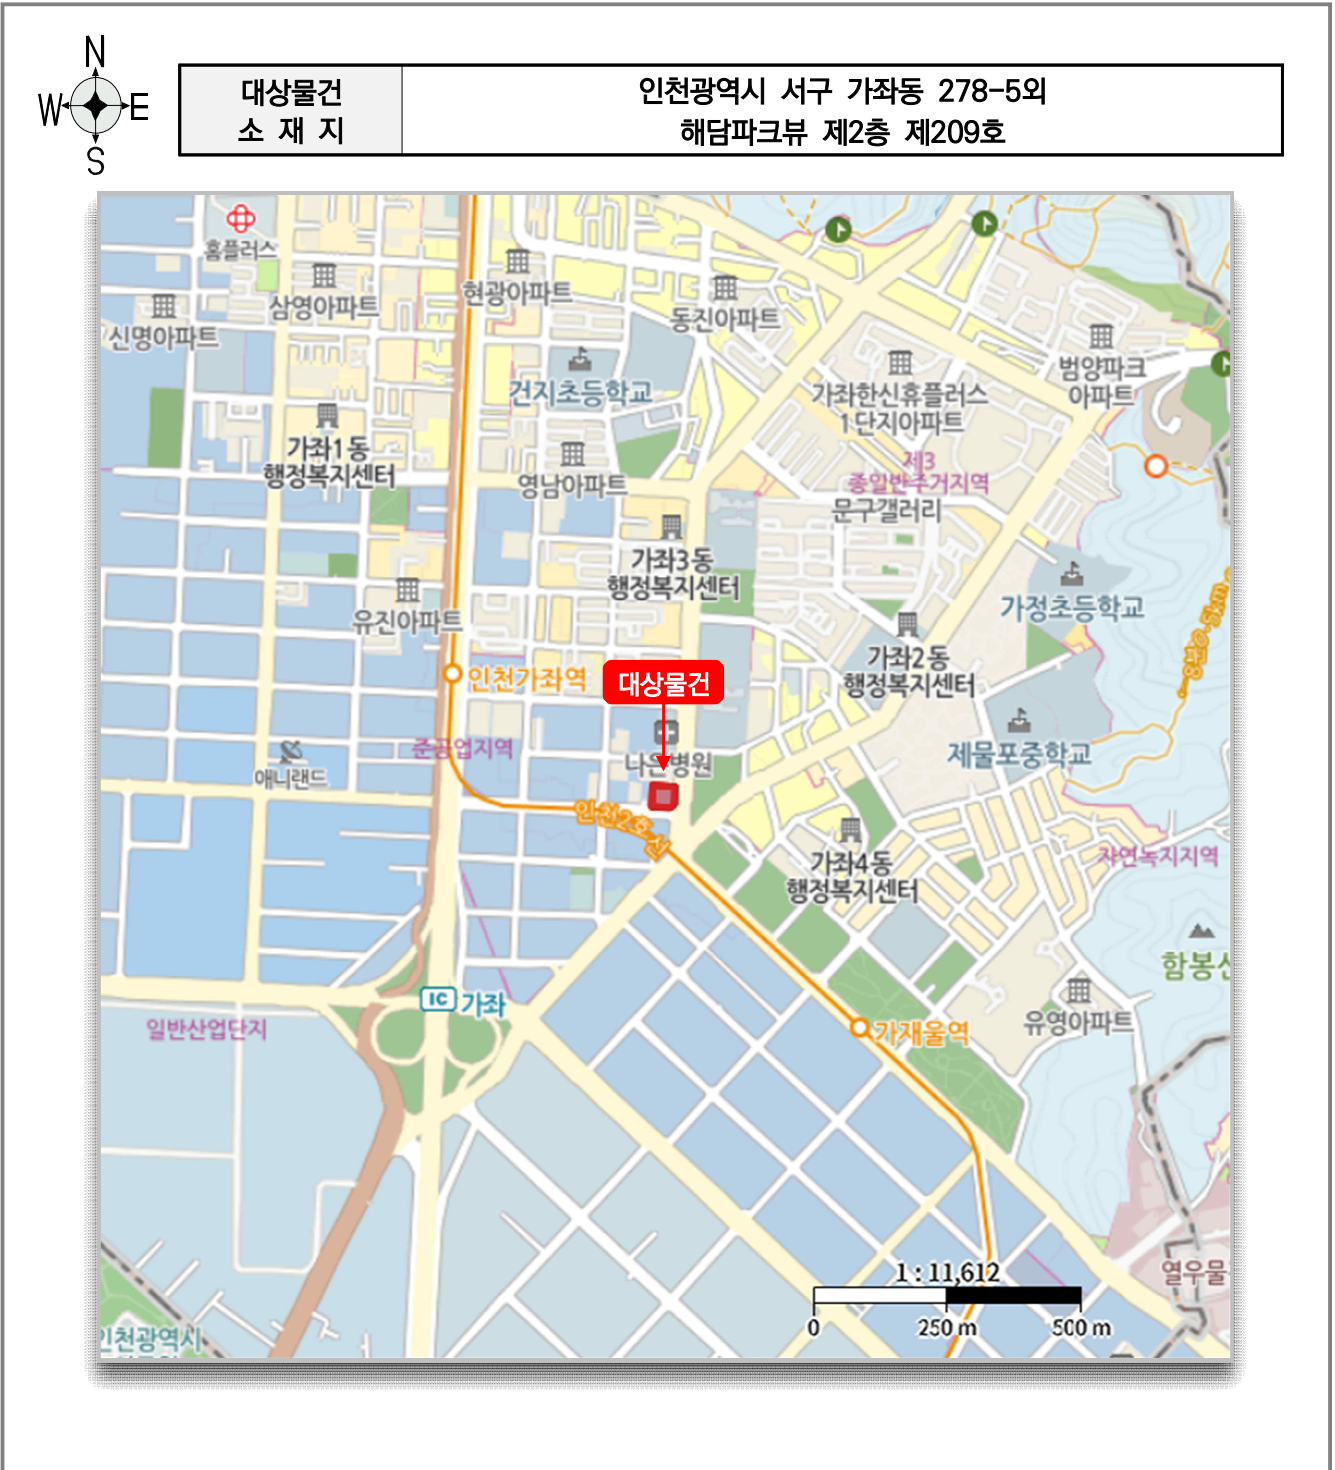 N
W E
S
대상물건
소 재 지
인천광역시 서구 가좌동 278-5외
해담파크뷰 제2층 제209호
홈플러스
삼영아파트
신명아파트
현광아파트
동진아파트
범양파크
아파트
건지초등학교
가좌한신휴플러스
1단지아파트
가좌1동
행정복지센터
영남아파트
제3
종일반주거지역
문구갤러리
가좌3동
행정복지센터
유진아파트
가정초등학교
가좌2동
행정복지센터
인천가좌역
대상물건
준공업지역
나은병원
애니랜드
제물포중학교
인천2호선
가좌4동
행정복지센터
자연녹지지역
함봉산
IC 가좌
일반산업단지
가재울역
유영아파트
열우물
1 : 11,612
0 250 m 500 m
인천광역시